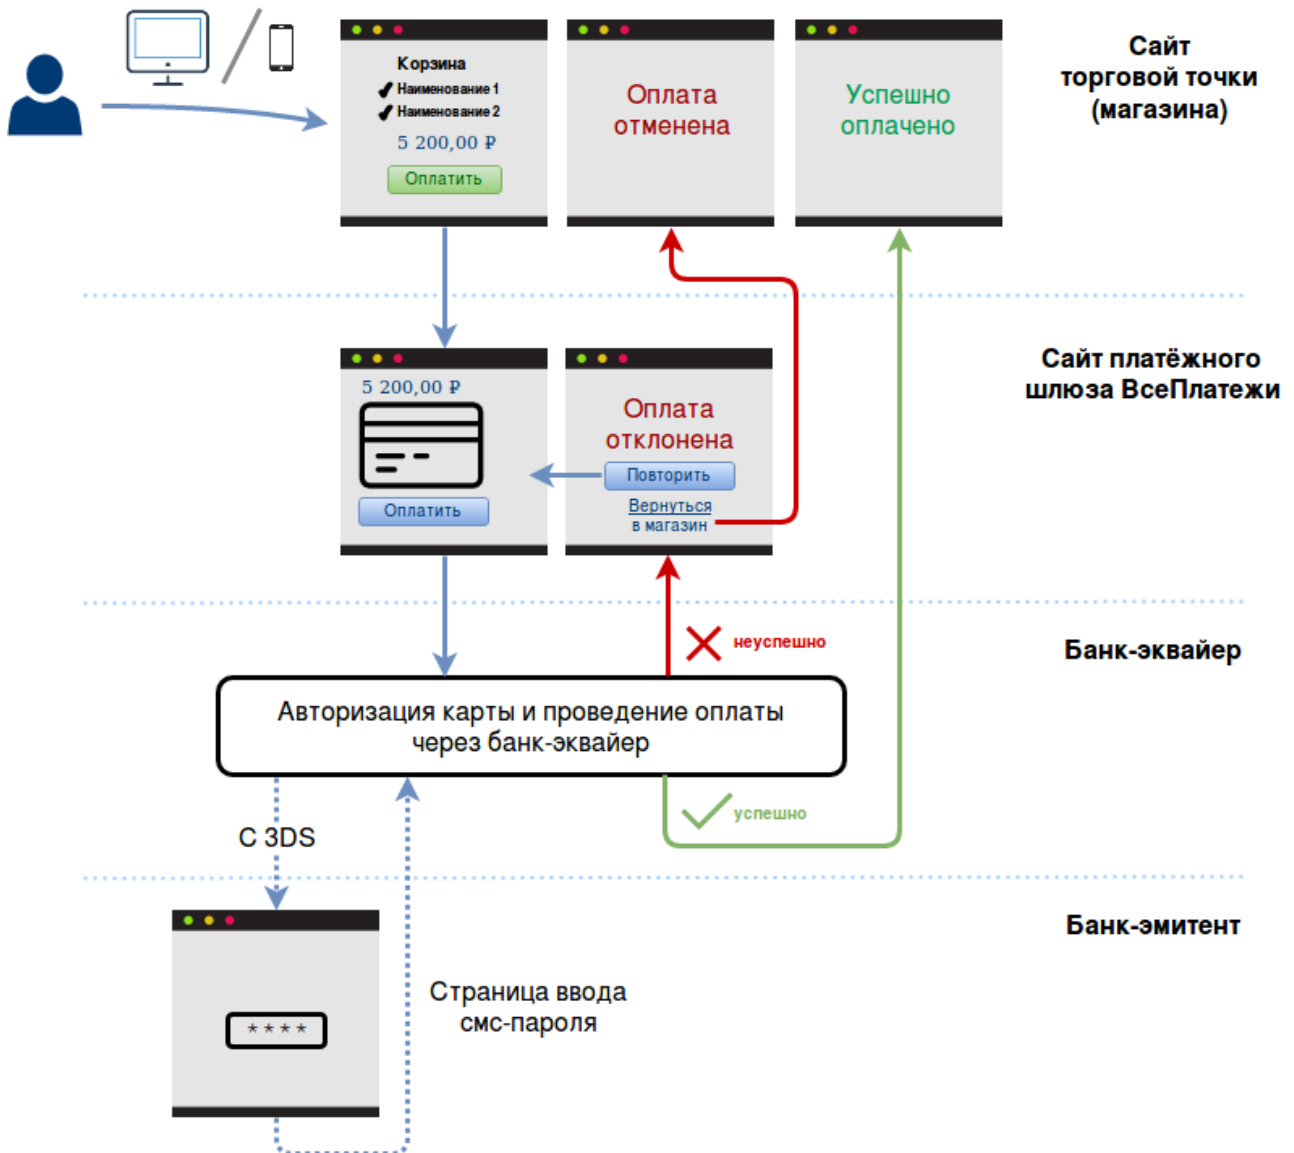 Корзина
Наименование 1
Наименование 2
5 200,00 ₽
Оплатить
Оплата
отменена
Успешно
оплачено
Сайт
торговой точки
(магазина)
5 200,00 ₽
Оплатить
Оплата
отклонена
Повторить
Вернуться
в магазин
Сайт платёжного
шлюза ВсеПлатежи
неуспешно
Банк-эквайер
Авторизация карты и проведение оплаты
через банк-эквайер
успешно
С 3DS
Банк-эмитент
****
Страница ввода
смс-пароля